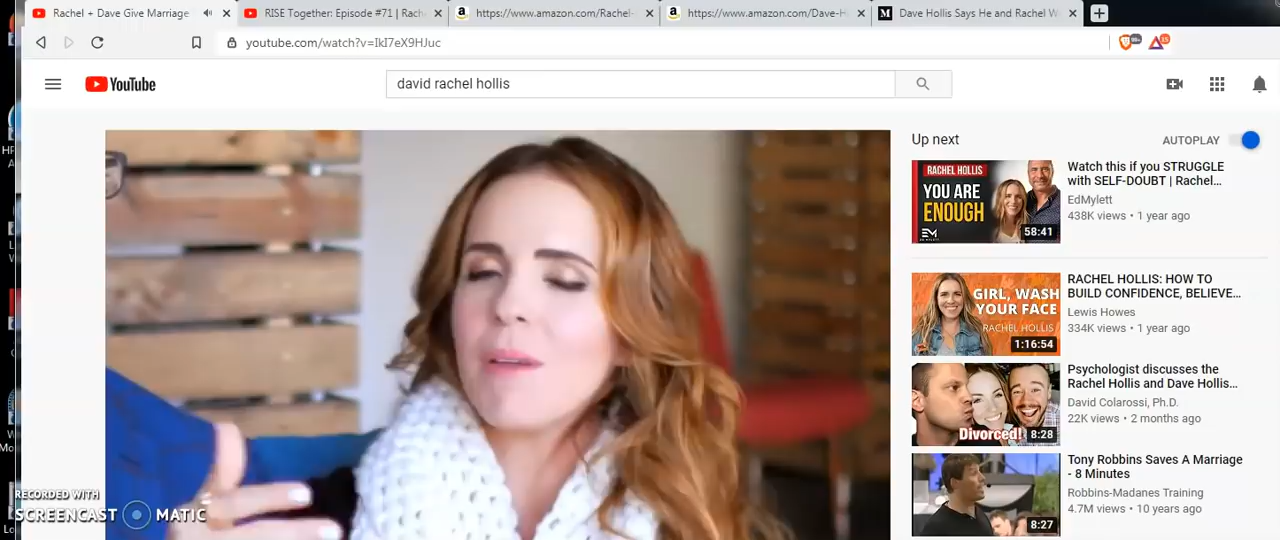 Rachel + Dave Give Marriage
RISE Together: Episode #71 | Rach
https://www.amazon.com/Rachel-
https://www.amazon.com/Dave-H
M Dave Hollis Says He and Rachel W
youtube.com/watch?v=IkI7eX9HJuc
99+
15
YouTube
david rachel hollis
Up next
AUTOPLAY
RACHEL HOLLIS
YOU ARE
ENOUGH
EM
58:41
Watch this if you STRUGGLE
with SELF-DOUBT | Rachel...
EdMylett
438K views • 1 year ago
GIRL, WASH
YOUR FACE
RACHEL HOLLIS
1:16:54
RACHEL HOLLIS: HOW TO
BUILD CONFIDENCE, BELIEVE...
Lewis Howes
334K views • 1 year ago
Divorced!
8:28
Psychologist discusses the
Rachel Hollis and Dave Hollis...
David Colarossi, Ph.D.
22K views • 2 months ago
8:27
Tony Robbins Saves A Marriage
- 8 Minutes
Robbins-Madanes Training
4.7M views • 10 years ago
RECORDED WITH
SCREENCAST MATIC